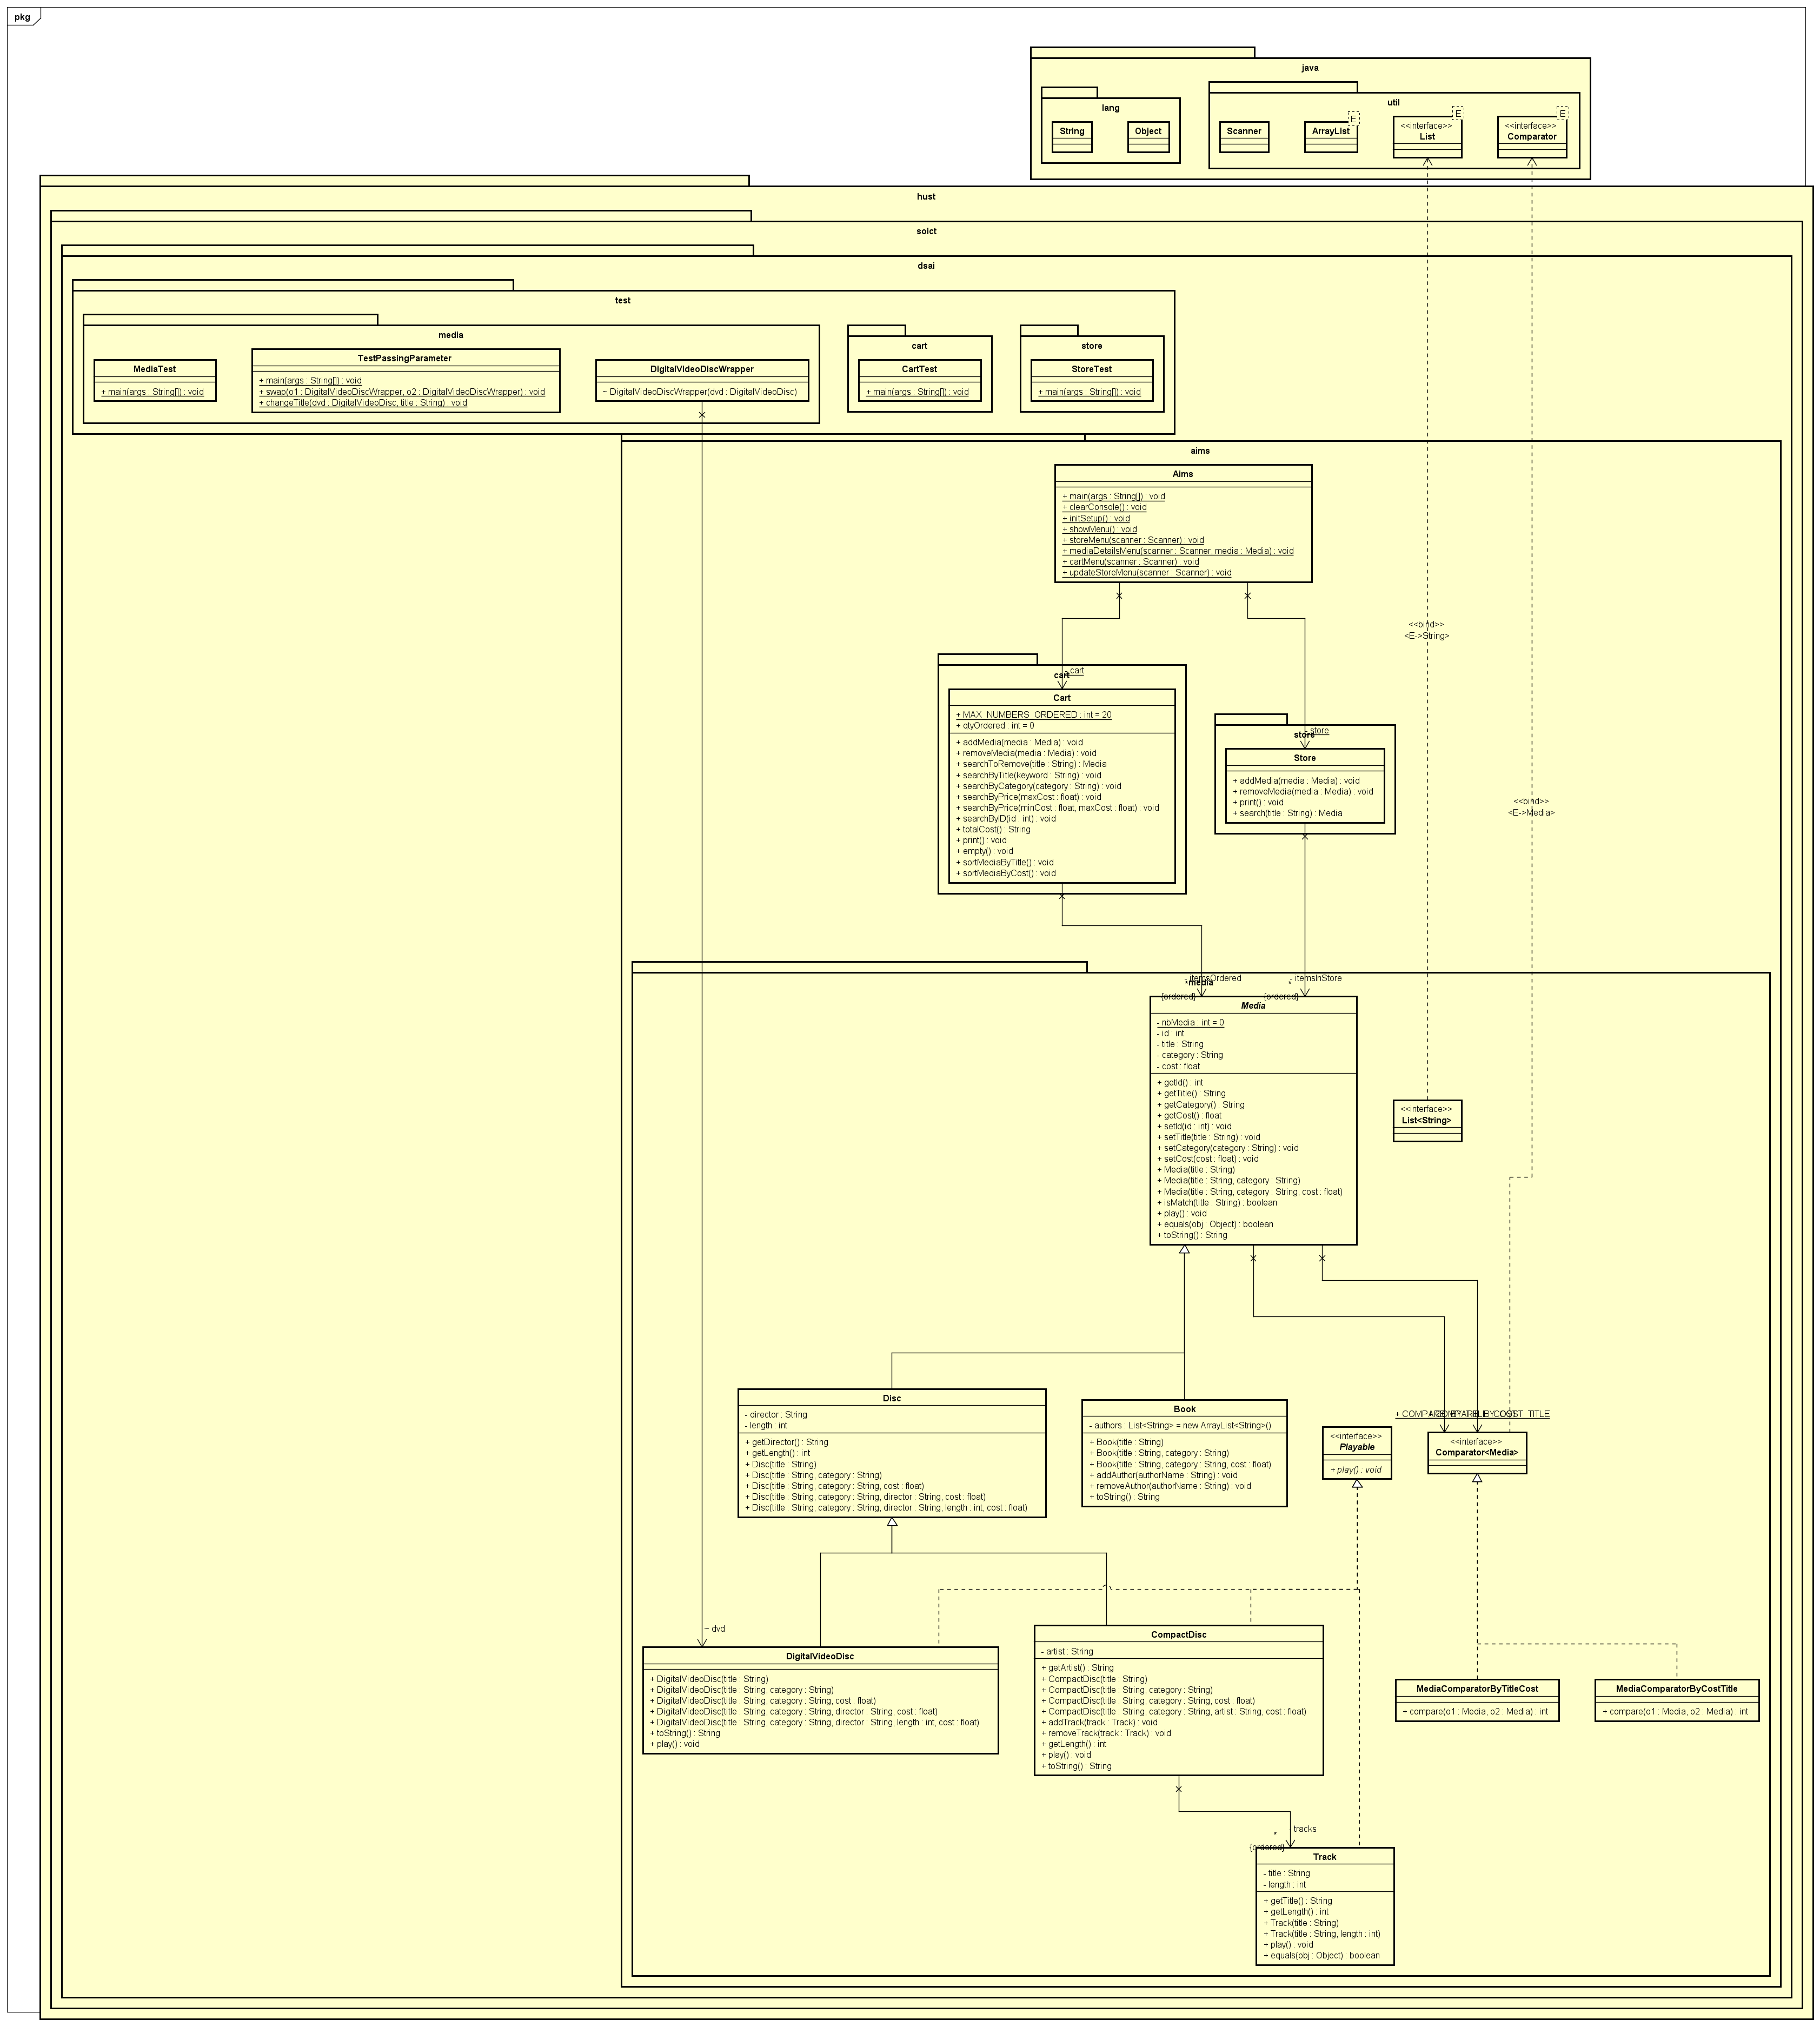 pkg
java
lang
String
Object
util
Scanner
ArrayList
E
<<interface>>
List
E
<<interface>>
Comparator
E
hust
soict
dsai
test
media
MediaTest
+ main(args : String[]) : void
TestPassingParameter
+ main(args : String[]) : void
+ swap(o1 : DigitalVideoDiscWrapper, o2 : DigitalVideoDiscWrapper) : void
+ changeTitle(dvd : DigitalVideoDisc, title : String) : void
DigitalVideoDiscWrapper
~ DigitalVideoDiscWrapper(dvd : DigitalVideoDisc)
cart
CartTest
+ main(args : String[]) : void
store
StoreTest
+ main(args : String[]) : void
aims
Aims
+ main(args : String[]) : void
+ clearConsole() : void
+ initSetup() : void
+ showMenu() : void
+ storeMenu(scanner : Scanner) : void
+ mediaDetailsMenu(scanner : Scanner, media : Media) : void
+ cartMenu(scanner : Scanner) : void
+ updateStoreMenu(scanner : Scanner) : void
<<bind>>
<E->String>
- cart
cart
Cart
+ MAX_NUMBERS_ORDERED : int = 20
+ qtyOrdered : int = 0
+ addMedia(media : Media) : void
+ removeMedia(media : Media) : void
+ searchToRemove(title : String) : Media
+ searchByTitle(keyword : String) : void
+ searchByCategory(category : String) : void
+ searchByPrice(maxCost : float) : void
+ searchByPrice(minCost : float, maxCost : float) : void
+ searchByID(id : int) : void
+ totalCost() : String
+ print() : void
+ empty() : void
+ sortMediaByTitle() : void
+ sortMediaByCost() : void
- store
store
Store
+ addMedia(media : Media) : void
+ removeMedia(media : Media) : void
+ print() : void
+ search(title : String) : Media
<<bind>>
<E->Media>
- itemsOrdered
*
{ordered}
- itemsInStore
*
{ordered}
media
Media
- nbMedia : int = 0
- id : int
- title : String
- category : String
- cost : float
+ getId() : int
+ getTitle() : String
+ getCategory() : String
+ getCost() : float
+ setId(id : int) : void
+ setTitle(title : String) : void
+ setCategory(category : String) : void
+ setCost(cost : float) : void
+ Media(title : String)
+ Media(title : String, category : String)
+ Media(title : String, category : String, cost : float)
+ isMatch(title : String) : boolean
+ play() : void
+ equals(obj : Object) : boolean
+ toString() : String
<<interface>>
List<String>
Disc
- director : String
- length : int
+ getDirector() : String
+ getLength() : int
+ Disc(title : String)
+ Disc(title : String, category : String)
+ Disc(title : String, category : String, cost : float)
+ Disc(title : String, category : String, director : String, cost : float)
+ Disc(title : String, category : String, director : String, length : int, cost : float)
Book
- authors : List<String> = new ArrayList<String>()
+ Book(title : String)
+ Book(title : String, category : String)
+ Book(title : String, category : String, cost : float)
+ addAuthor(authorName : String) : void
+ removeAuthor(authorName : String) : void
+ toString() : String
<<interface>>
Playable
+ play() : void
<<interface>>
Comparator<Media>
~ dvd
DigitalVideoDisc
+ DigitalVideoDisc(title : String)
+ DigitalVideoDisc(title : String, category : String)
+ DigitalVideoDisc(title : String, category : String, cost : float)
+ DigitalVideoDisc(title : String, category : String, director : String, cost : float)
+ DigitalVideoDisc(title : String, category : String, director : String, length : int, cost : float)
+ toString() : String
+ play() : void
CompactDisc
- artist : String
+ getArtist() : String
+ CompactDisc(title : String)
+ CompactDisc(title : String, category : String)
+ CompactDisc(title : String, category : String, cost : float)
+ CompactDisc(title : String, category : String, artist : String, cost : float)
+ addTrack(track : Track) : void
+ removeTrack(track : Track) : void
+ getLength() : int
+ play() : void
+ toString() : String
MediaComparatorByTitleCost
+ compare(o1 : Media, o2 : Media) : int
MediaComparatorByCostTitle
+ compare(o1 : Media, o2 : Media) : int
- tracks
*
{ordered}
Track
- title : String
- length : int
+ getTitle() : String
+ getLength() : int
+ Track(title : String)
+ Track(title : String, length : int)
+ play() : void
+ equals(obj : Object) : boolean